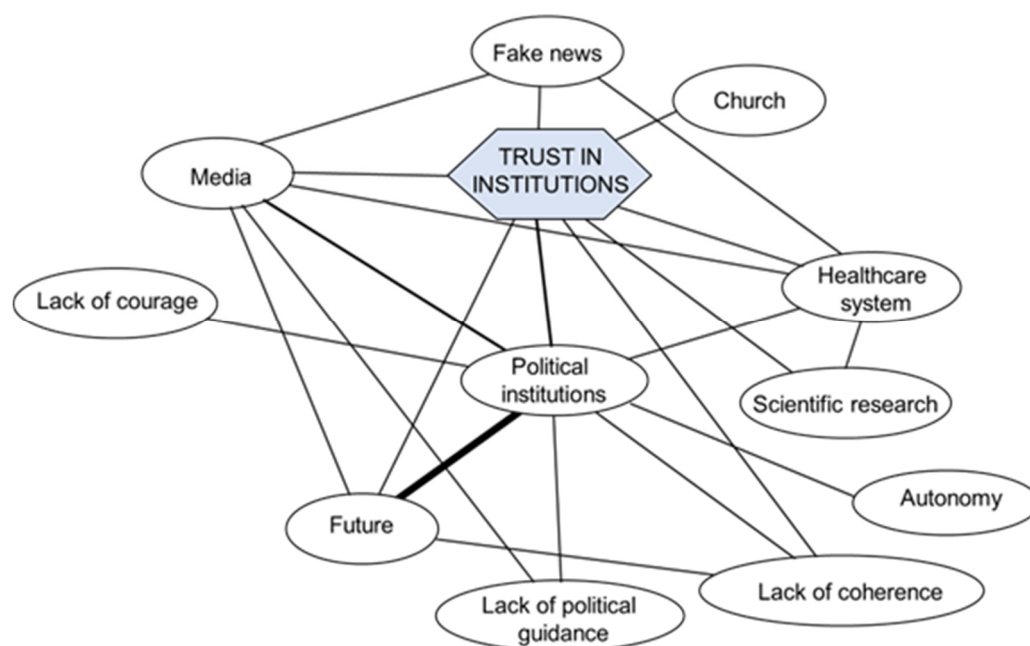 Fake news
Church
TRUST IN
INSTITUTIONS
Media
Healthcare
system
Lack of courage
Political
institutions
Scientific research
Autonomy
Future
Lack of coherence
Lack of political
guidance